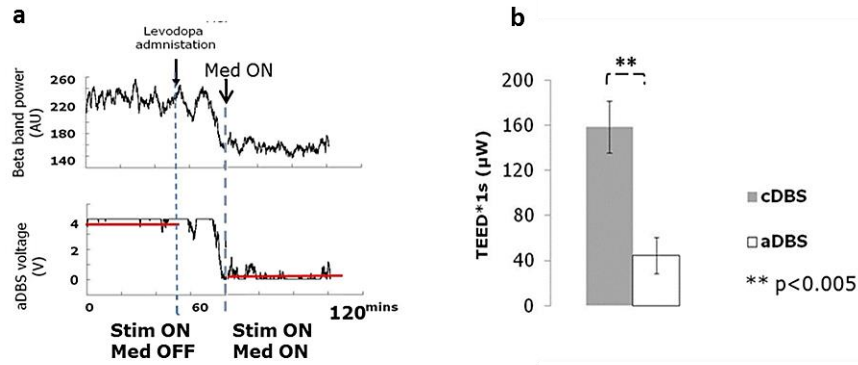 a
Levodopa
admnistation
Med ON
Beta band power
(AU)
260
220
180
140
aDBS voltage
(V)
4
2
0
0
60
120mins
Stim ON
Med OFF
Stim ON
Med ON
b
**
TEED*1s (µW)
200
160
120
80
40
0
cDBS
aDBS
** p<0.005